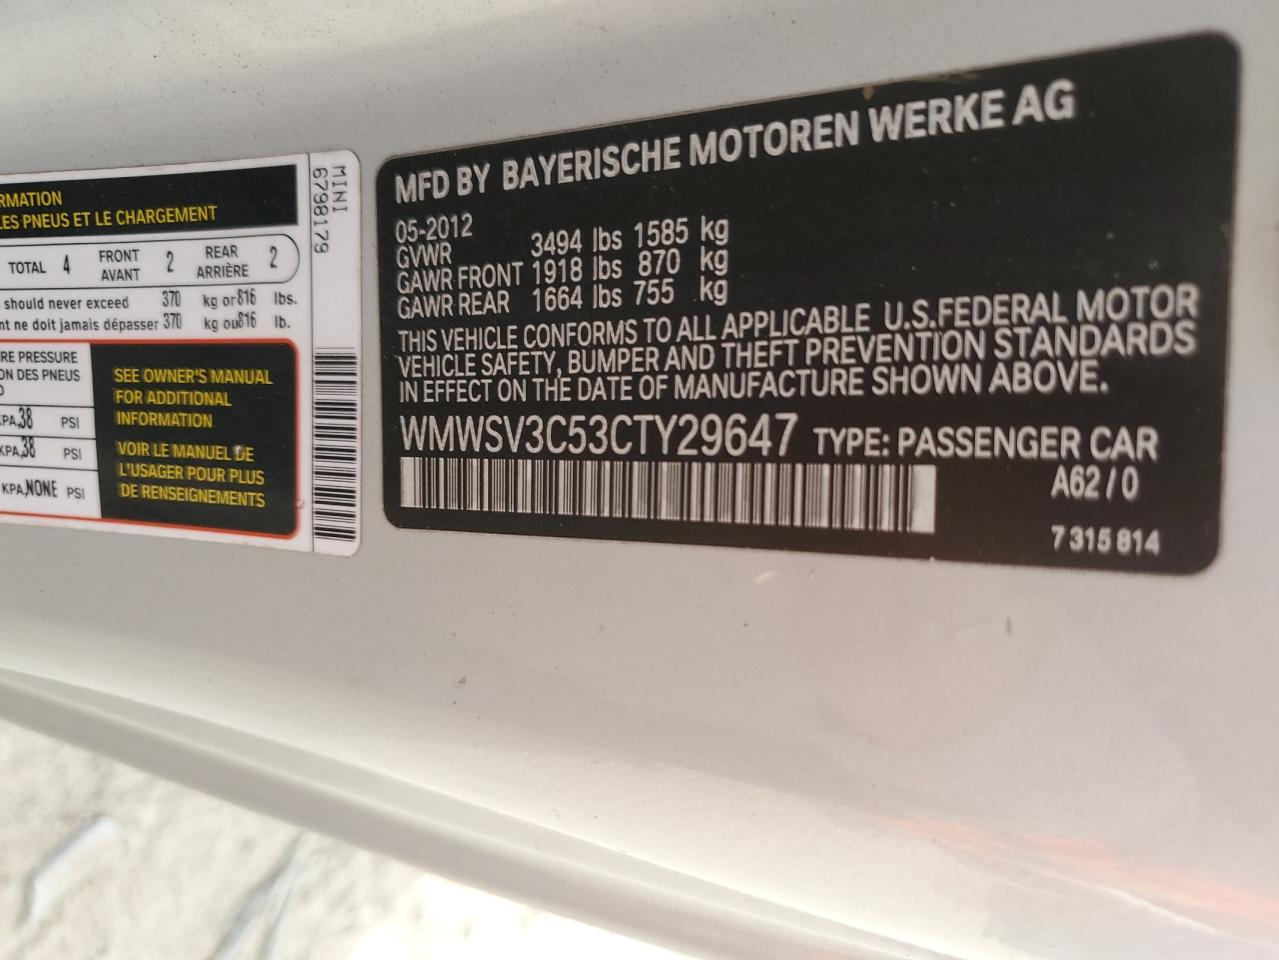 RMATION
LES PNEUS ET LE CHARGEMENT
TOTAL 4 FRONT AVANT 2 REAR ARRIÈRE 2
should never exceed 370 kg or 816 lbs.
nt ne doit jamais dépasser 370 kg ou 816 lb.
RE PRESSURE
ON DES PNEUS
D
KPA,38 PSI
KPA,38 PSI
KPA,NONE PSI
SEE OWNER'S MANUAL
FOR ADDITIONAL
INFORMATION
VOIR LE MANUEL DE
L'USAGER POUR PLUS
DE RENSEIGNEMENTS
MINI
6798179
MFD BY BAYERISCHE MOTOREN WERKE AG
05-2012
GVWR 3494 lbs 1585 kg
GAWR FRONT 1918 lbs 870 kg
GAWR REAR 1664 lbs 755 kg
THIS VEHICLE CONFORMS TO ALL APPLICABLE U.S.FEDERAL MOTOR
VEHICLE SAFETY, BUMPER AND THEFT PREVENTION STANDARDS
IN EFFECT ON THE DATE OF MANUFACTURE SHOWN ABOVE.
WMWSV3C53CTY29647 TYPE: PASSENGER CAR
A62/0
7 315 814